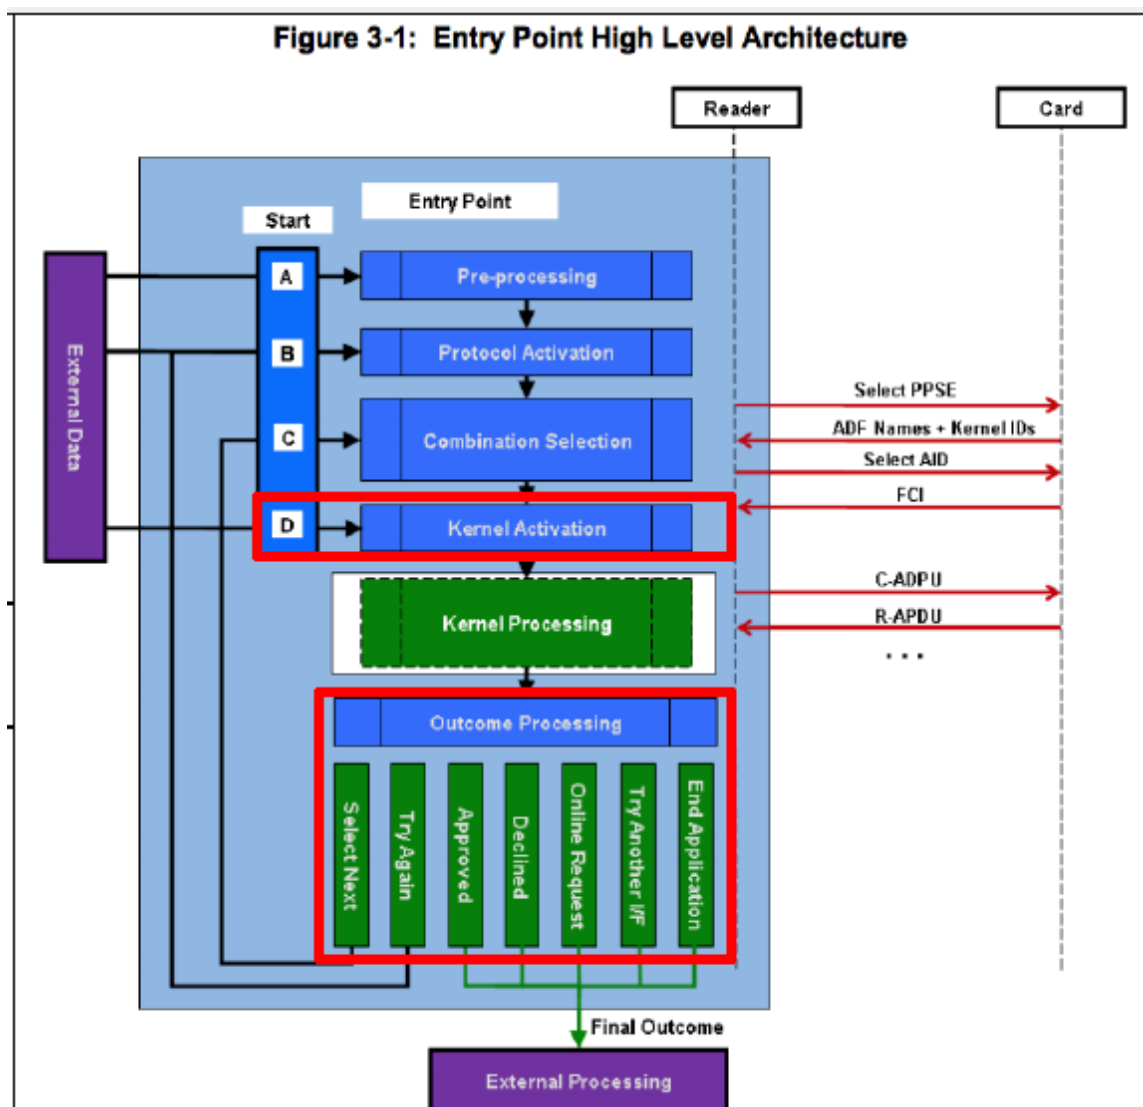 Figure 3-1: Entry Point High Level Architecture
Reader
Card
Entry Point
Start
A
Pre-processing
External Data
B
Protocol Activation
Select PPSE
C
Combination Selection
ADF Names + Kernel IDs
Select AID
FCI
D
Kernel Activation
C-ADPU
Kernel Processing
R-APDU
. . .
Outcome Processing
Select Next
Try Again
Approved
Declined
Online Request
Try Another I/F
End Application
Final Outcome
External Processing